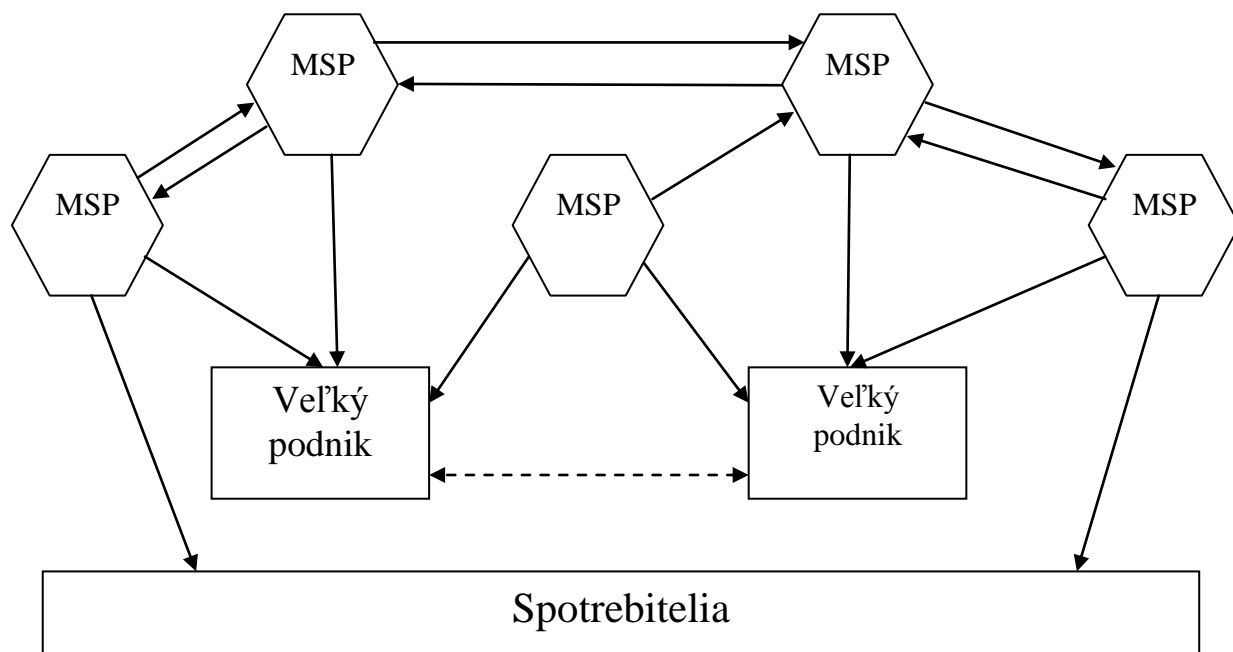 MSP
MSP
MSP
MSP
MSP
Veľký
podnik
Veľký
podnik
Spotrebitelia